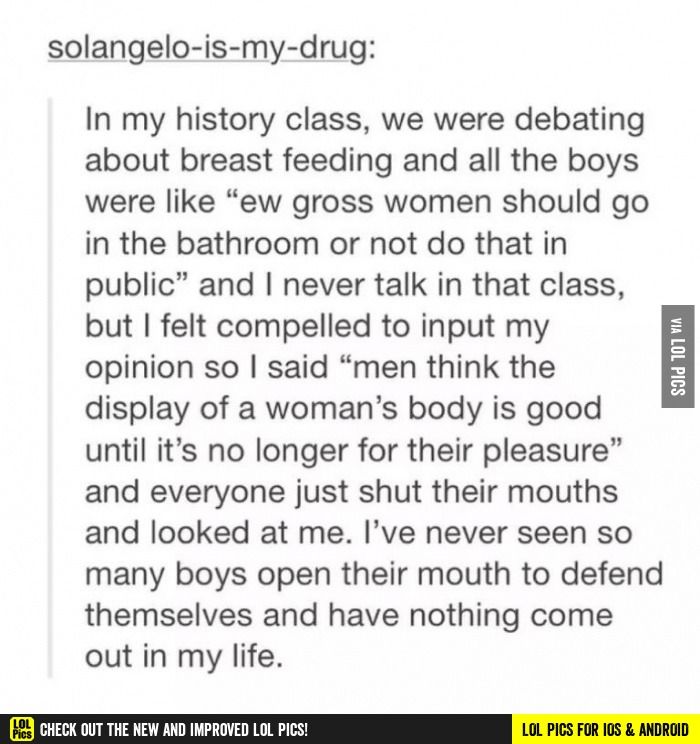 solangelo-is-my-drug:
In my history class, we were debating
about breast feeding and all the boys
were like “ew gross women should go
in the bathroom or not do that in
public” and I never talk in that class,
but I felt compelled to input my
opinion so I said “men think the
display of a woman’s body is good
until it’s no longer for their pleasure”
and everyone just shut their mouths
and looked at me. I’ve never seen so
many boys open their mouth to defend
themselves and have nothing come
out in my life.
VIA LOL PICS
LOL
Pics
CHECK OUT THE NEW AND IMPROVED LOL PICS!
LOL PICS FOR IOS & ANDROID